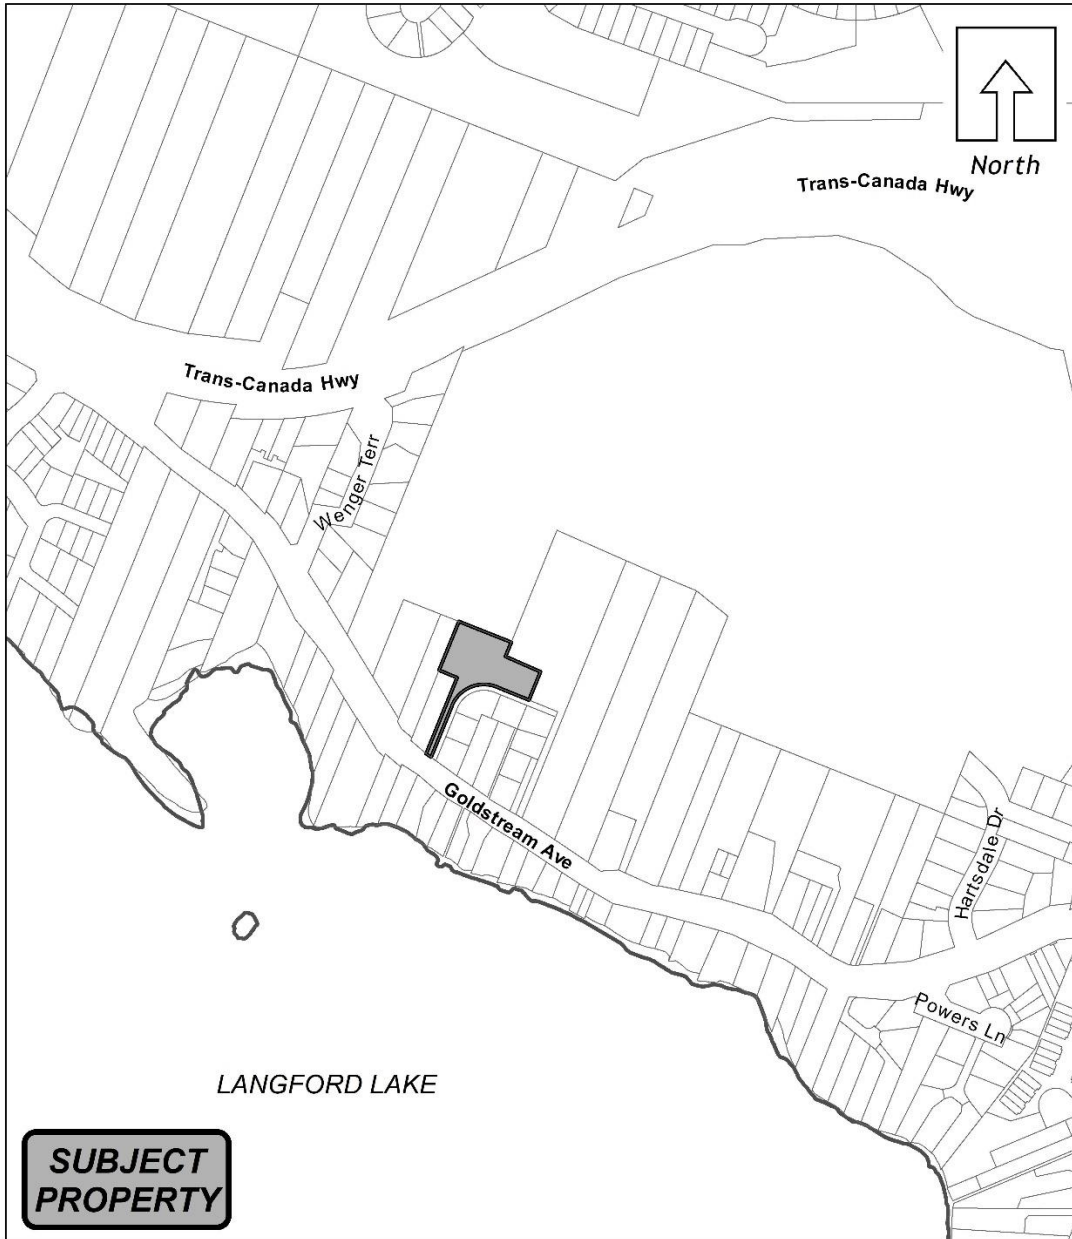 North
Trans-Canada Hwy
Trans-Canada Hwy
Wenger Terr
Goldstream Ave
Hartsdale Dr
Powers Ln
LANGFORD LAKE
SUBJECT
PROPERTY